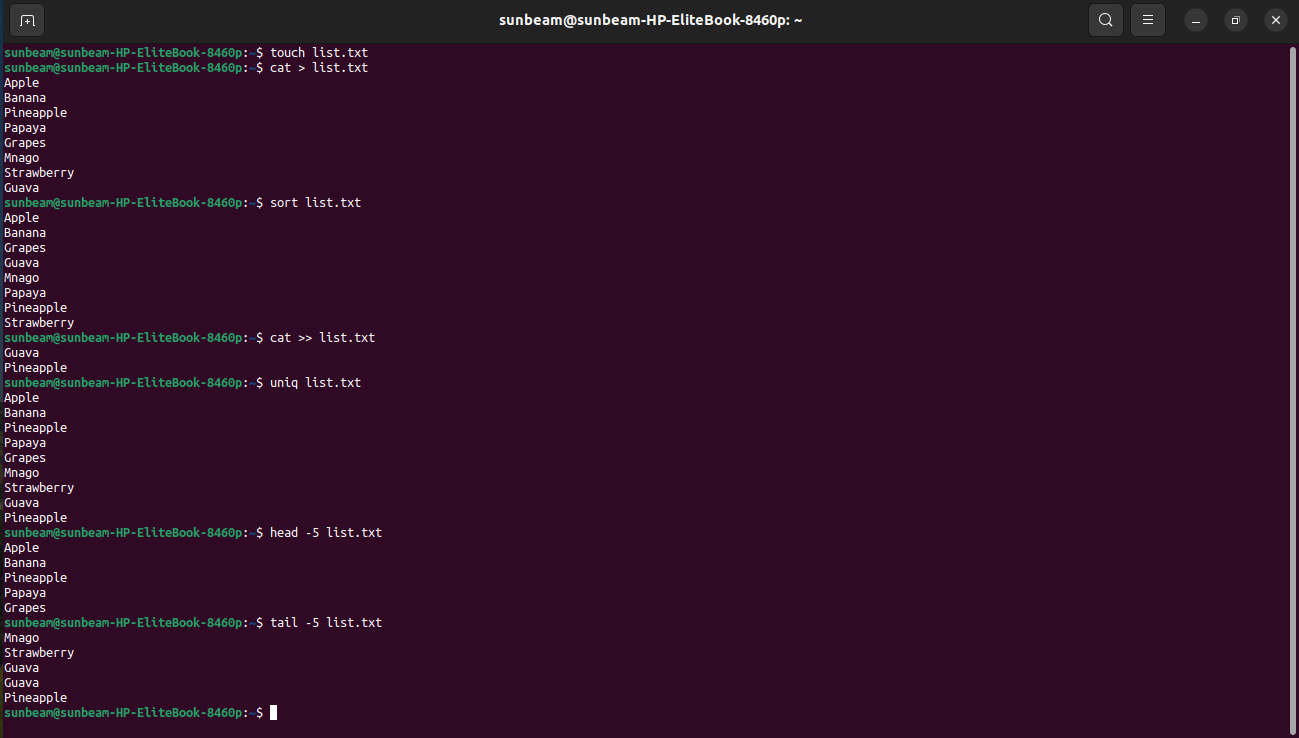 sunbeam@sunbeam-HP-EliteBook-8460p: ~
sunbeam@sunbeam-HP-EliteBook-8460p:~$ touch list.txt
sunbeam@sunbeam-HP-EliteBook-8460p:~$ cat > list.txt
Apple
Banana
Pineapple
Papaya
Grapes
Mnago
Strawberry
Guava
sunbeam@sunbeam-HP-EliteBook-8460p:~$ sort list.txt
Apple
Banana
Grapes
Guava
Mnago
Papaya
Pineapple
Strawberry
sunbeam@sunbeam-HP-EliteBook-8460p:~$ cat >> list.txt
Guava
Pineapple
sunbeam@sunbeam-HP-EliteBook-8460p:~$ uniq list.txt
Apple
Banana
Pineapple
Papaya
Grapes
Mnago
Strawberry
Guava
Pineapple
sunbeam@sunbeam-HP-EliteBook-8460p:~$ head -5 list.txt
Apple
Banana
Pineapple
Papaya
Grapes
sunbeam@sunbeam-HP-EliteBook-8460p:~$ tail -5 list.txt
Mnago
Strawberry
Guava
Guava
Pineapple
sunbeam@sunbeam-HP-EliteBook-8460p:~$